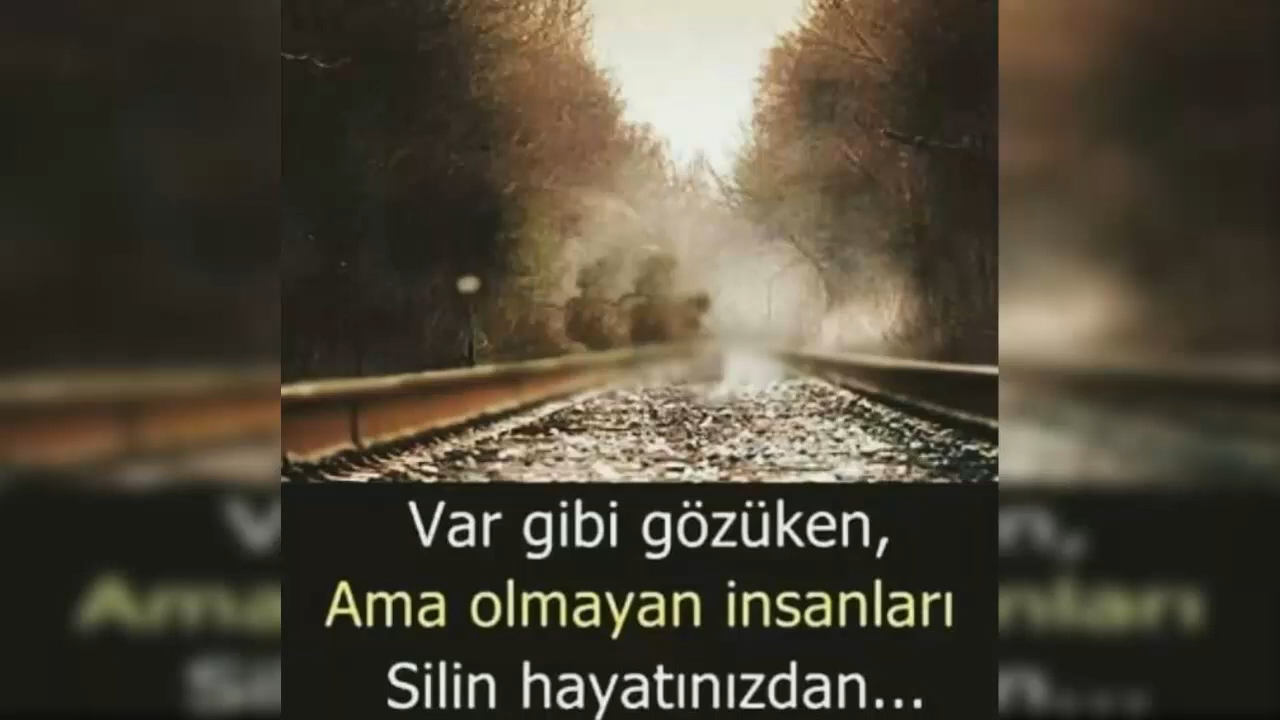 Var gibi gözüken,
Ama olmayan insanları
Silin hayatınızdan...